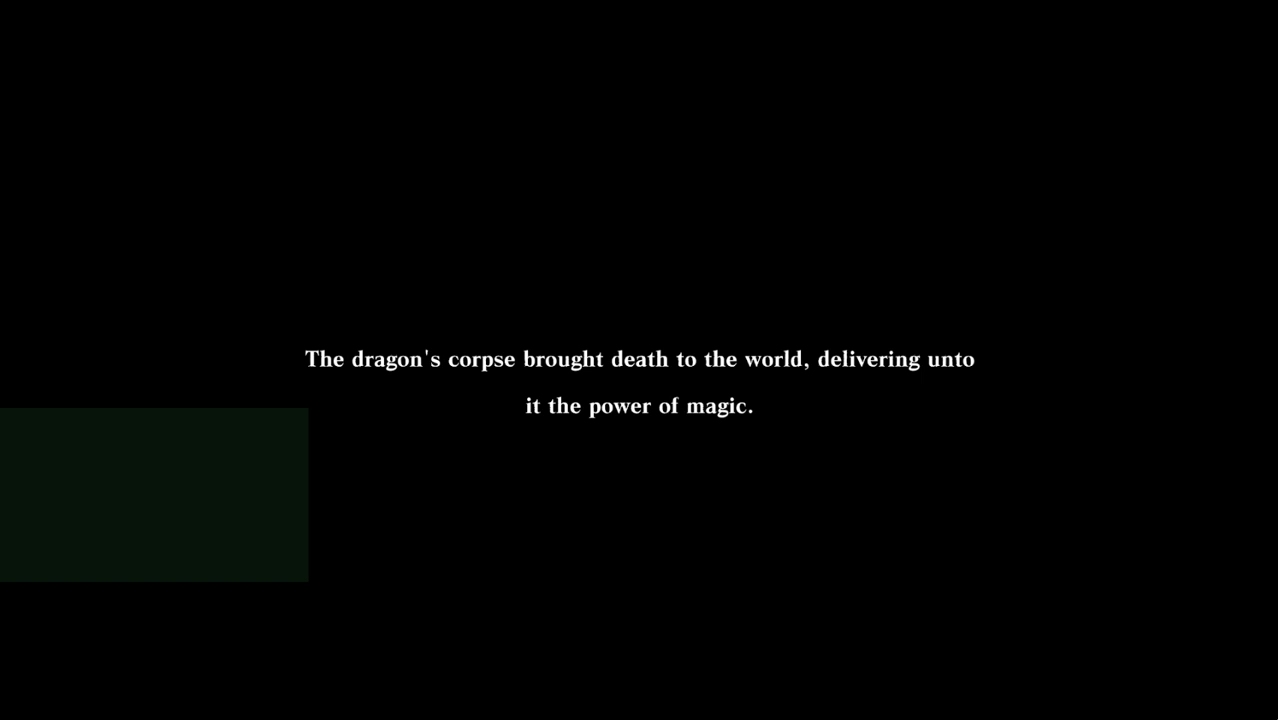 The dragon's corpse brought death to the world, delivering unto
it the power of magic.